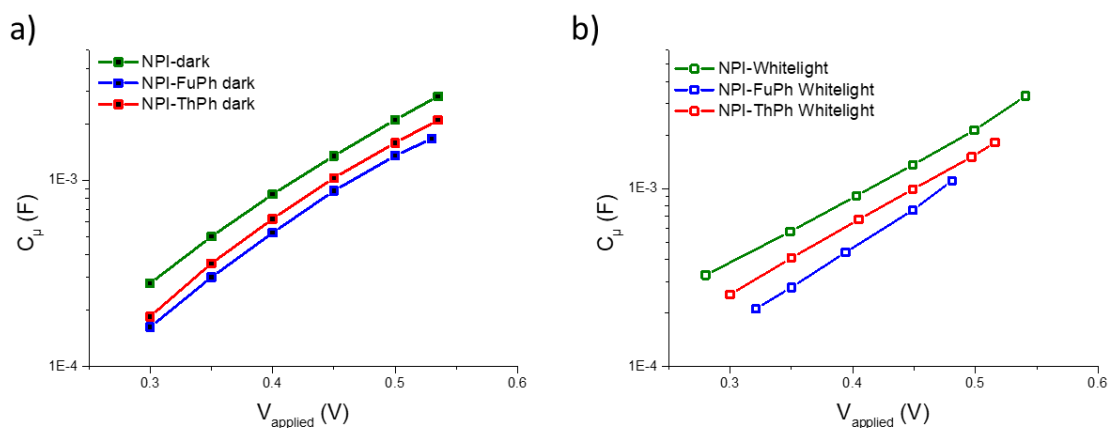 a)
NPI-dark
NPI-FuPh dark
NPI-ThPh dark
1E-3
1E-4
Cμ (F)
0.3 0.4 0.5 0.6
Vapplied (V)
b)
NPI-Whitelight
NPI-FuPh Whitelight
NPI-ThPh Whitelight
1E-3
1E-4
Cμ (F)
0.3 0.4 0.5 0.6
Vapplied (V)